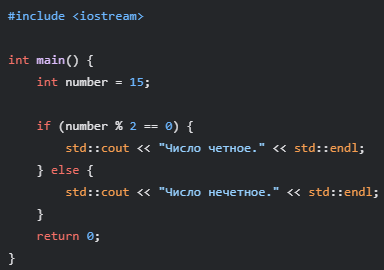 #include <iostream>

int main() {
    int number = 15;

    if (number % 2 == 0) {
        std::cout << "Число четное." << std::endl;
    } else {
        std::cout << "Число нечетное." << std::endl;
    }
    return 0;
}